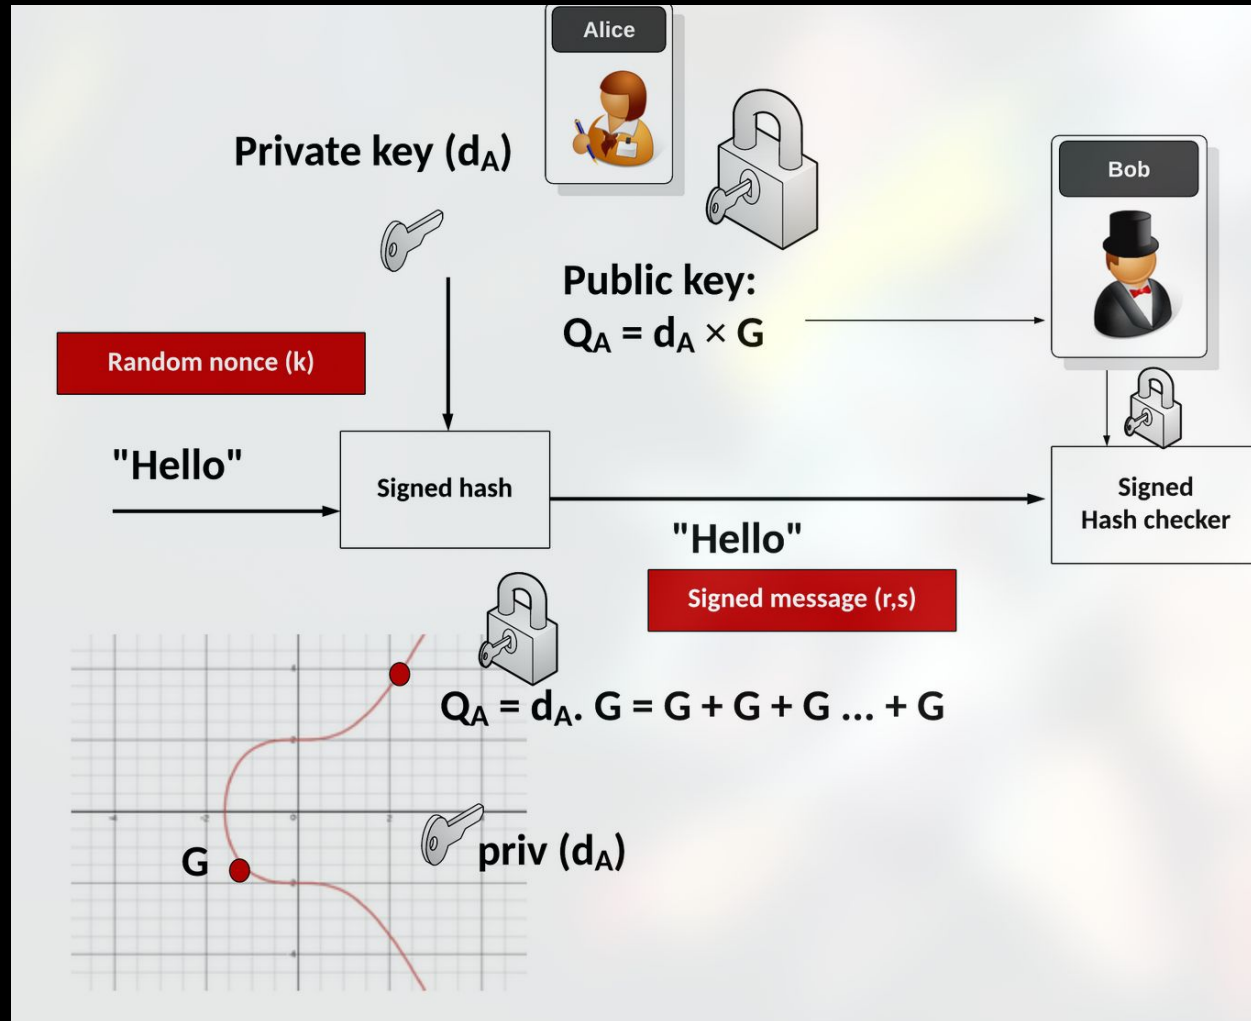 Alice
Private key (dA)
Bob
Public key:
QA = dA × G
Random nonce (k)
"Hello"
Signed hash
Signed
Hash checker
"Hello"
Signed message (r,s)
QA = dA. G = G + G + G ... + G
G
priv (dA)